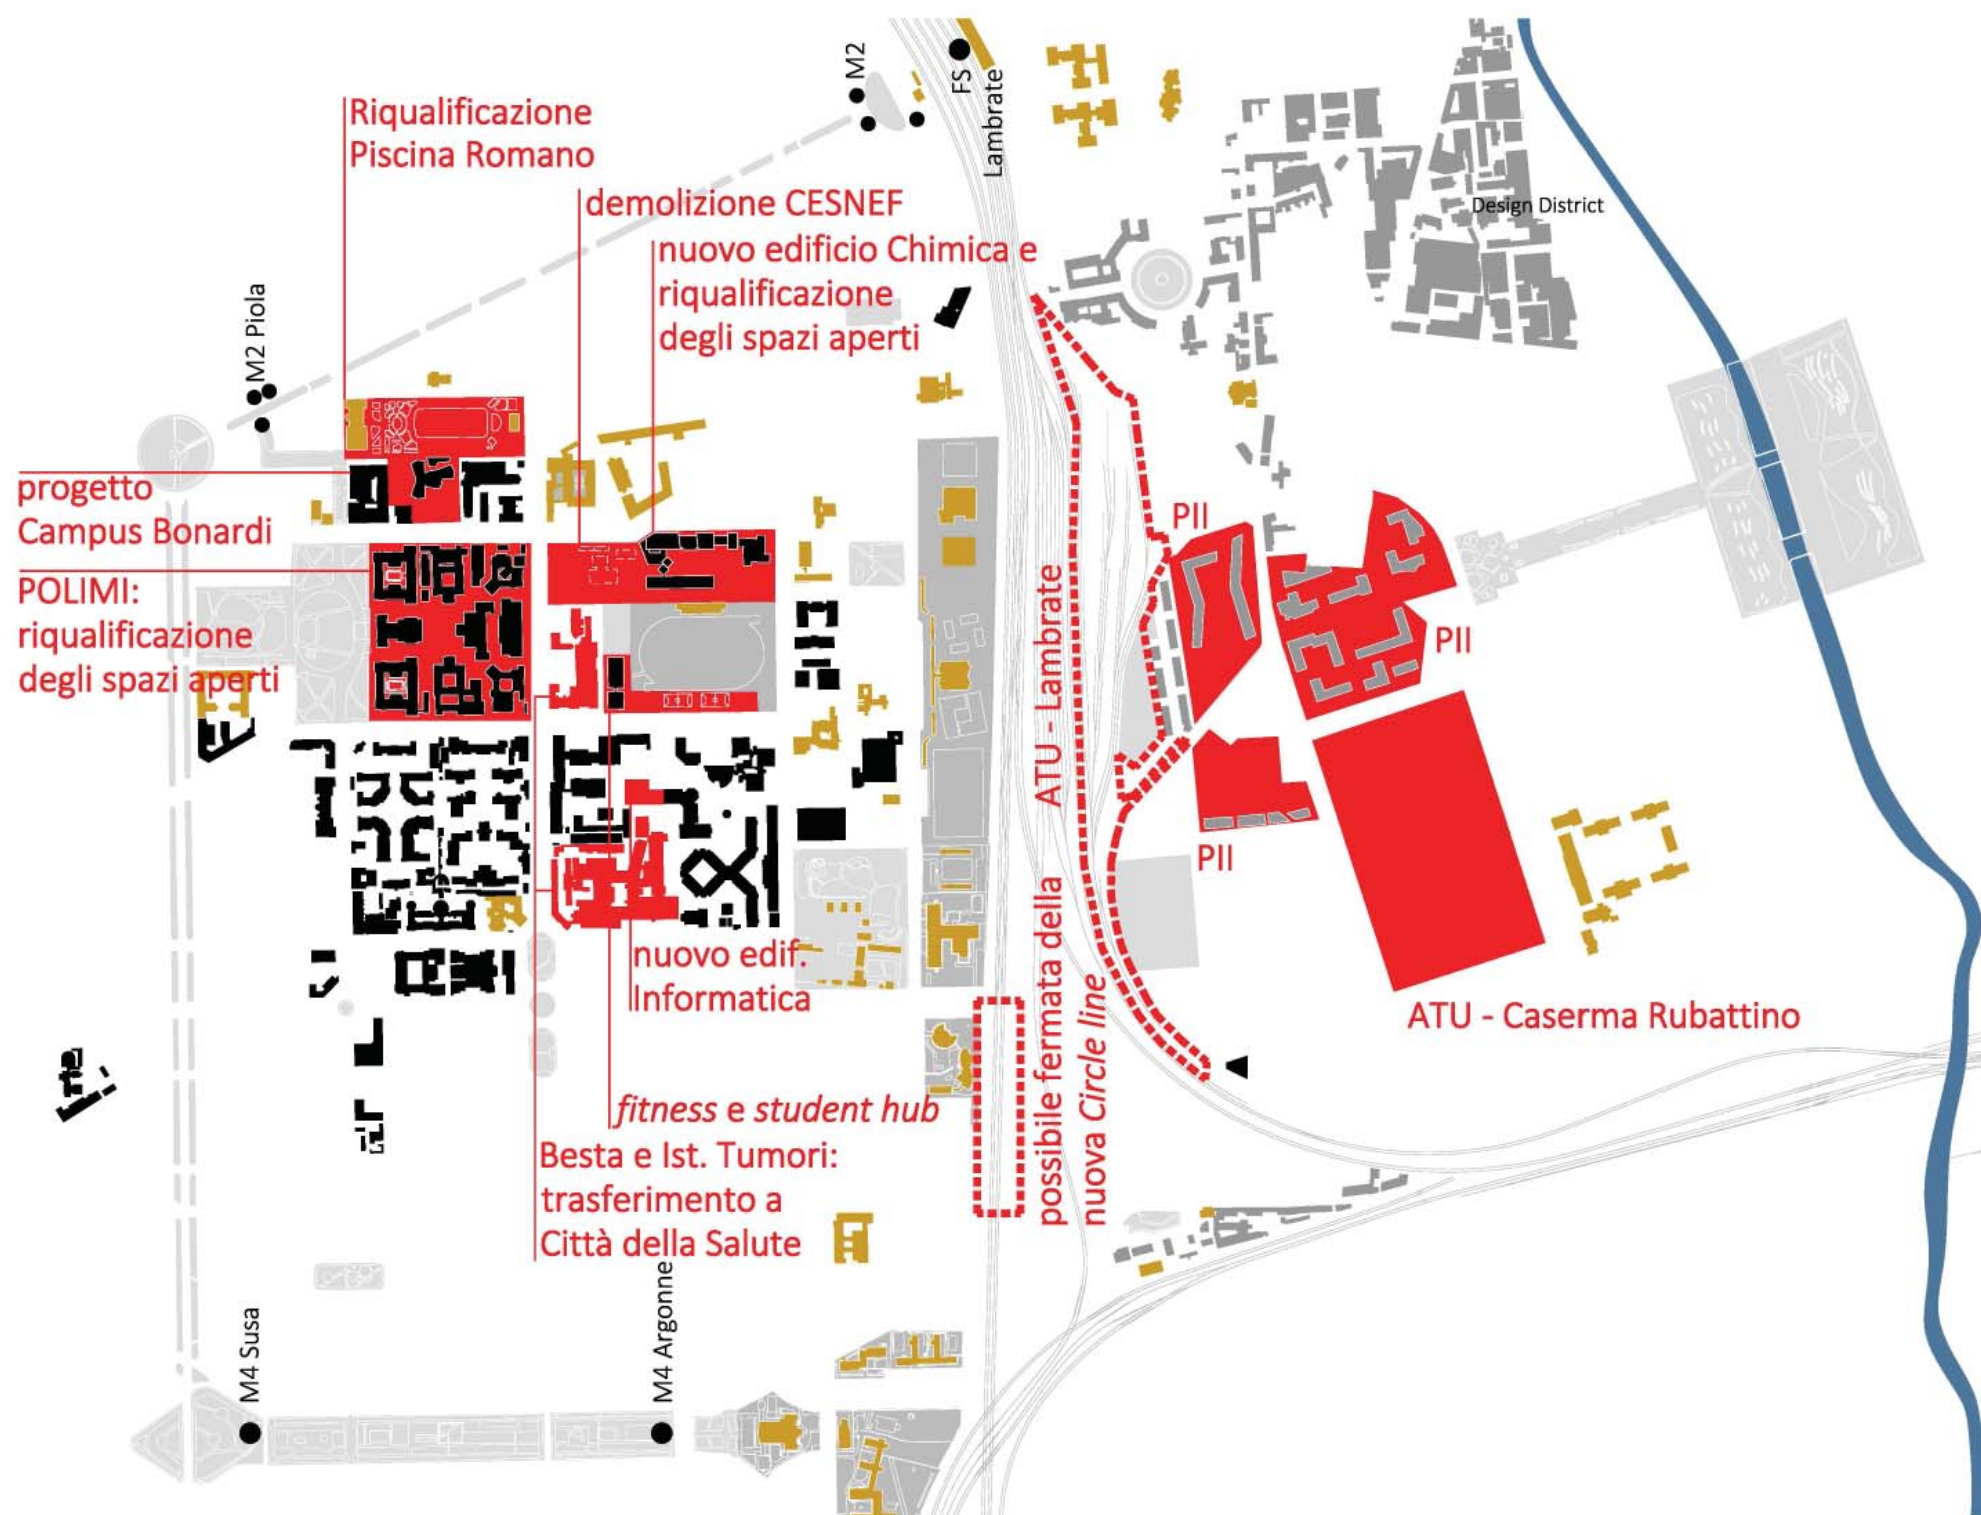 M2
FS
Lambrate
Riqualificazione
Piscina Romano
demolizione CESNEF
nuovo edificio Chimica e
riqualificazione
degli spazi aperti
Design District
M2 Piola
progetto
Campus Bonardi
POLIMI:
riqualificazione
degli spazi aperti
PII
PII
PII
ATU - Lambrate
ATU - Caserma Rubattino
possibile fermata della
nuova Circle line
nuovo edif.
Informatica
fitness e student hub
Besta e Ist. Tumori:
trasferimento a
Città della Salute
M4 Susa
M4 Argonne